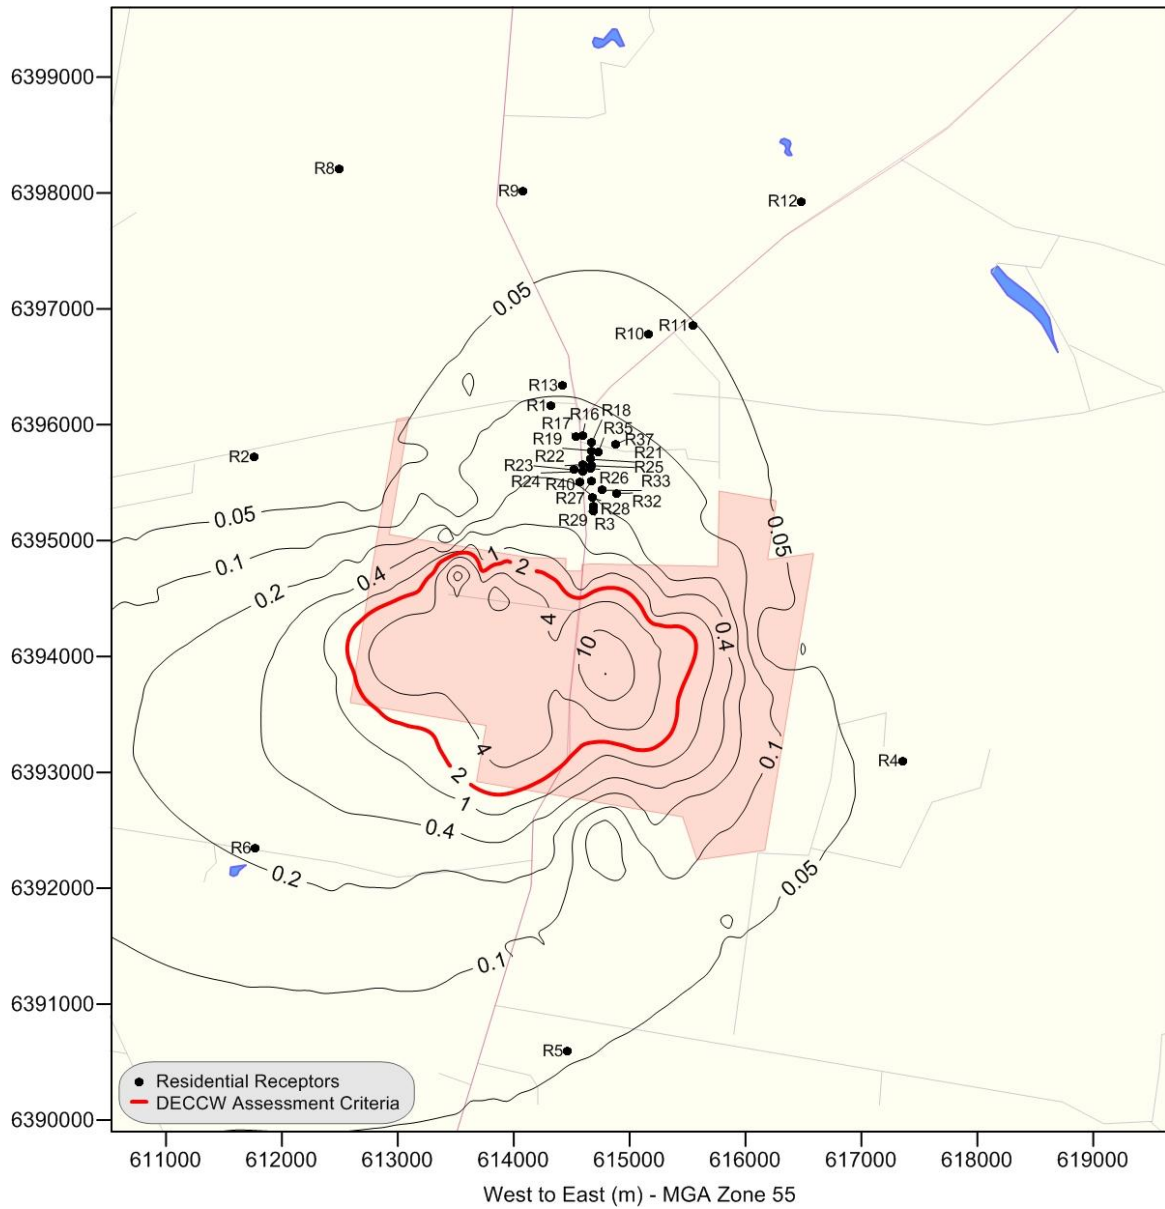 6399000
R8
R9
R12
6398000
6397000
0.05
R10
R11
R13
R1
R16
R18
6396000
R17
R35
R19
R37
R2
R22
R21
R23
R25
R24
R40
R26
R33
R27
R32
R28
R29
R3
0.05
0.05
6395000
0.1
1
2
0.4
0.2
4
0.4
10
6394000
4
0.1
R4
2
6393000
1
0.4
R6
0.2
0.05
6392000
0.1
6391000
R5
Residential Receptors
DECCW Assessment Criteria
6390000
611000 612000 613000 614000 615000 616000 617000 618000 619000
West to East (m) - MGA Zone 55